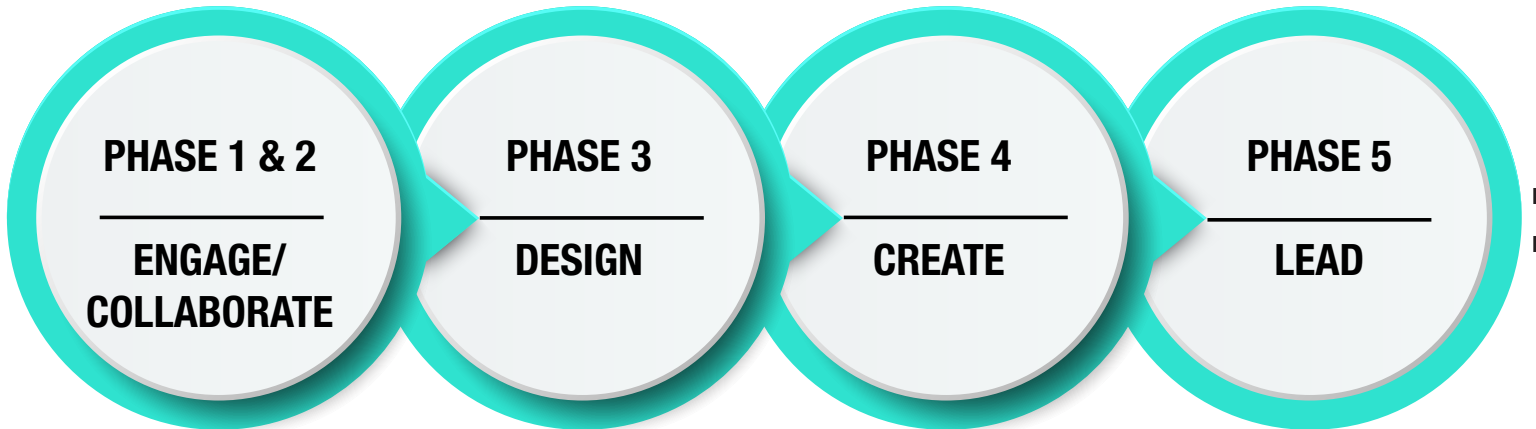 PHASE 1 & 2
ENGAGE/
COLLABORATE
PHASE 3
DESIGN
PHASE 4
CREATE
PHASE 5
LEAD